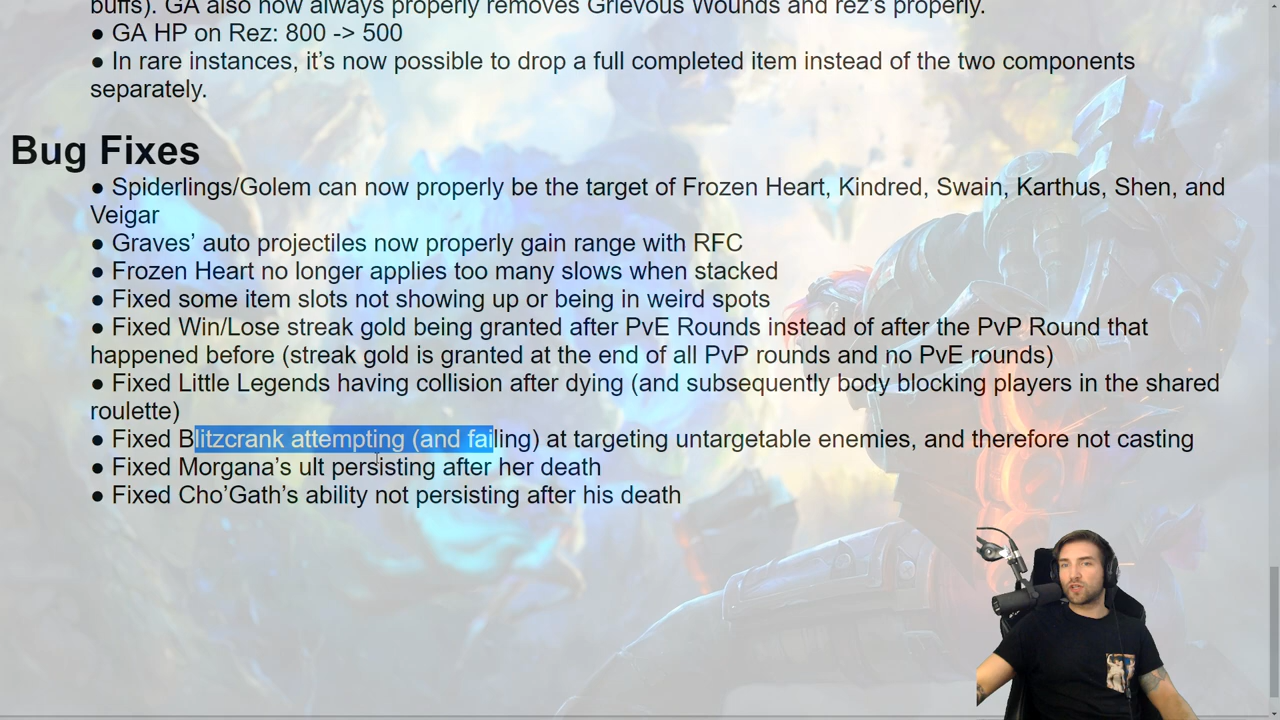 buffs). GA also now always properly removes Grievous Wounds and rez's properly.
● GA HP on Rez: 800 -> 500
● In rare instances, it's now possible to drop a full completed item instead of the two components
separately.
Bug Fixes
● Spiderlings/Golem can now properly be the target of Frozen Heart, Kindred, Swain, Karthus, Shen, and
Veigar
● Graves' auto projectiles now properly gain range with RFC
● Frozen Heart no longer applies too many slows when stacked
● Fixed some item slots not showing up or being in weird spots
● Fixed Win/Lose streak gold being granted after PvE Rounds instead of after the PvP Round that
happened before (streak gold is granted at the end of all PvP rounds and no PvE rounds)
● Fixed Little Legends having collision after dying (and subsequently body blocking players in the shared
roulette)
● Fixed Blitzcrank attempting (and failing) at targeting untargetable enemies, and therefore not casting
● Fixed Morgana's ult persisting after her death
● Fixed Cho'Gath's ability not persisting after his death